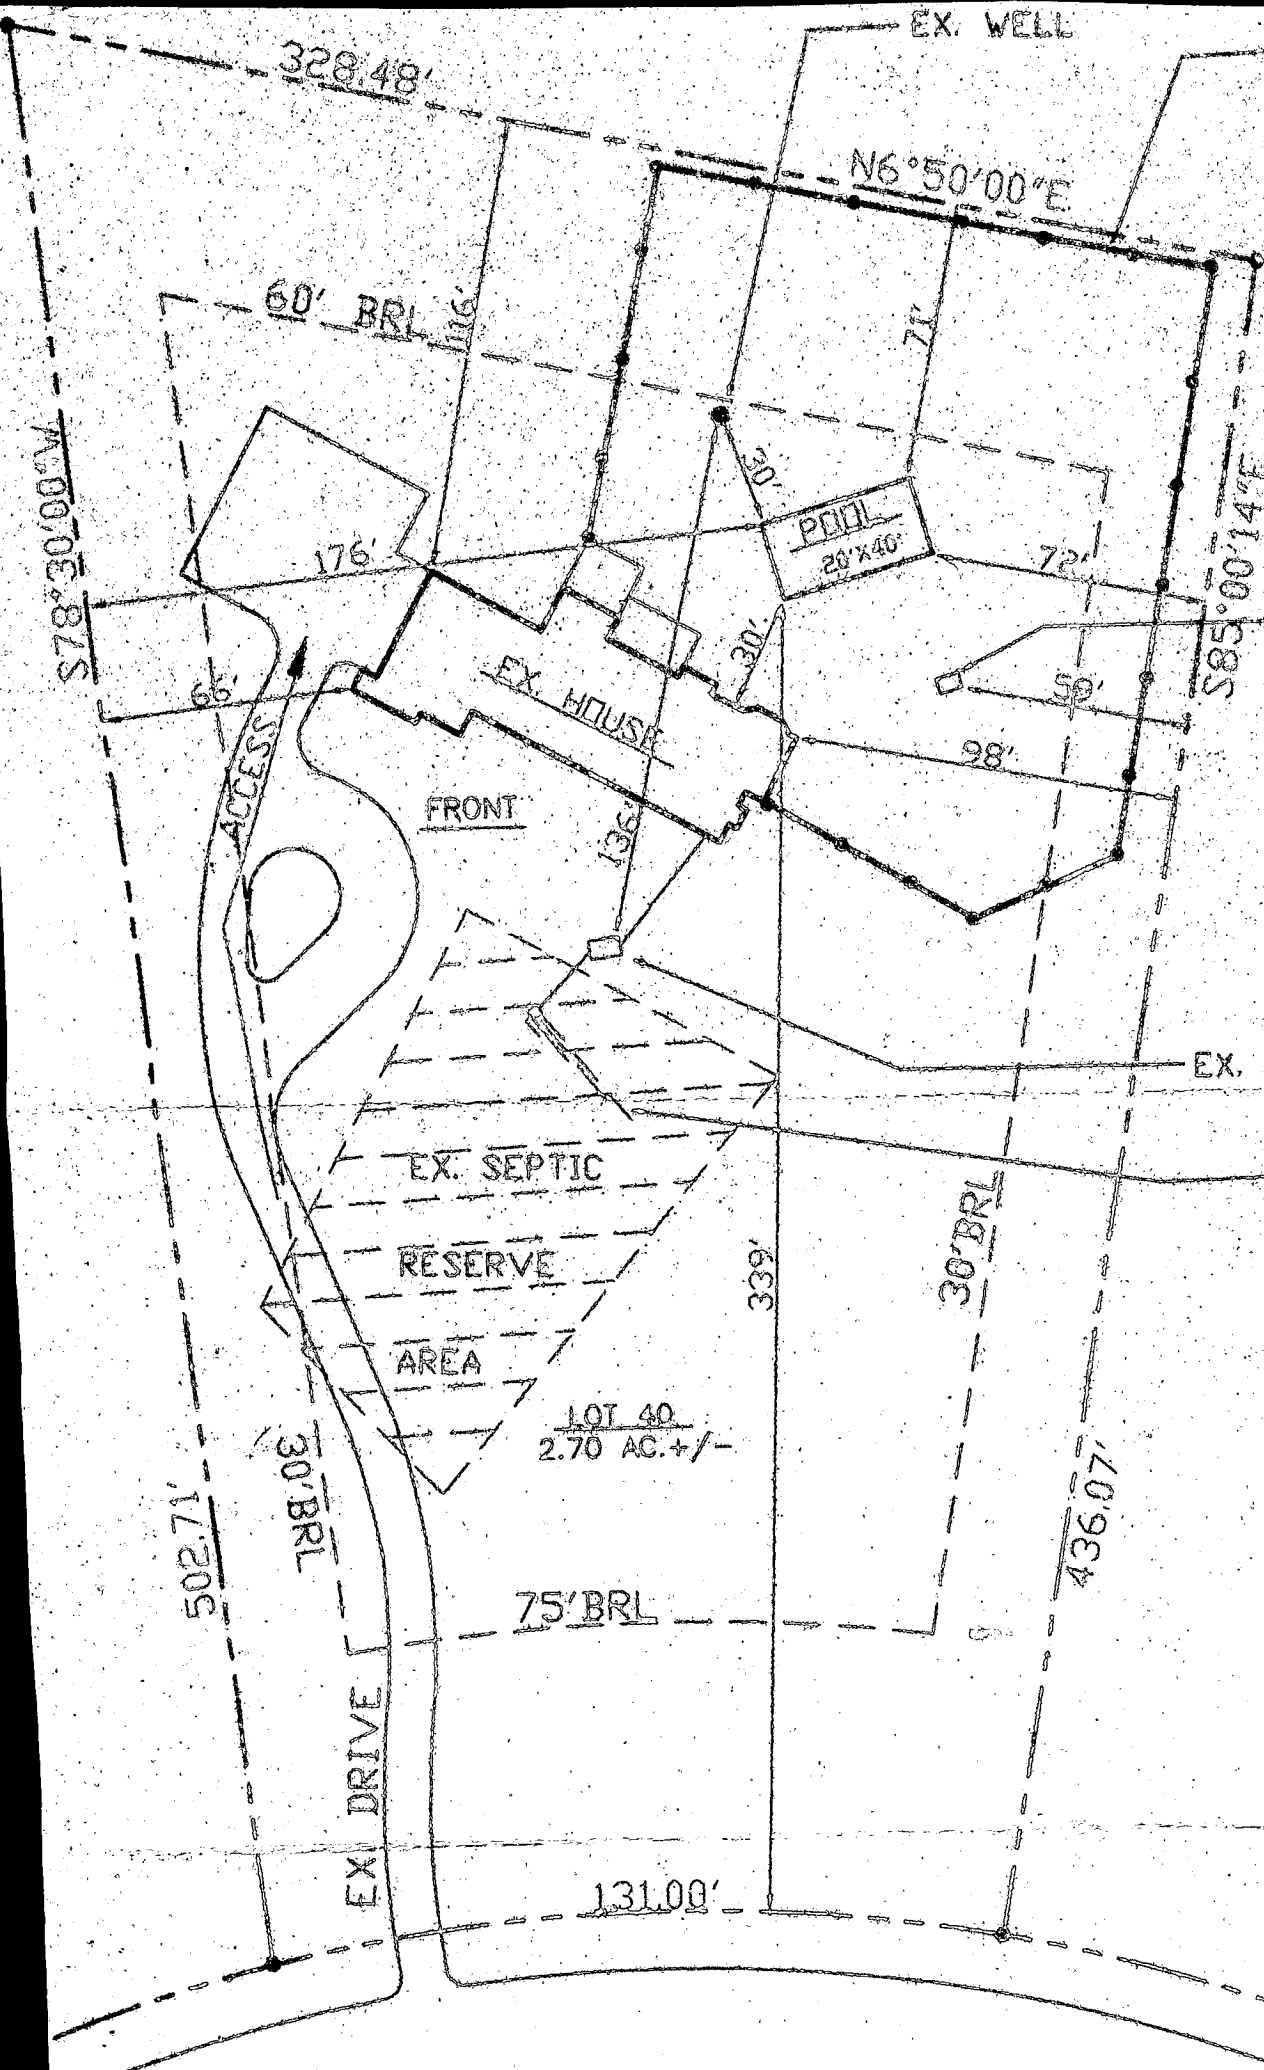 EX. WELL
328.48'
N6°50'00"E
60' BRL
116'
71'
S78°30'00"W
30'
POOL
20'X40'
176'
72'
S85°00'14"E
30'
EX. HOUSE
66'
50'
98'
ACCESS
FRONT
136'
EX.
EX. SEPTIC
RESERVE
AREA
30' BRL
339'
LOT 40
2.70 AC.+/-
30' BRL
502.71'
436.07'
75' BRL
EX. DRIVE
131.00'